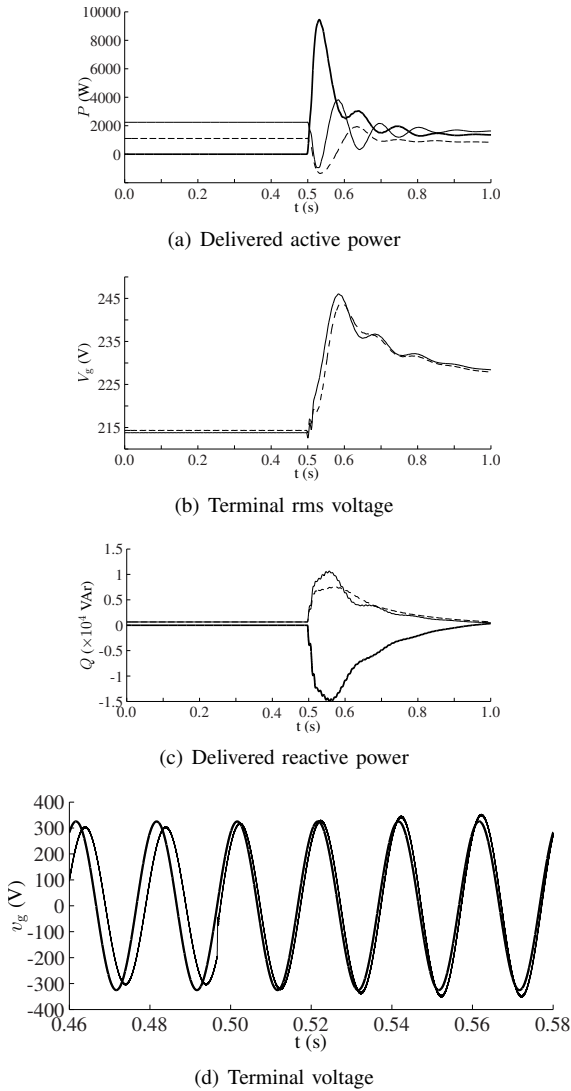 10000
8000
6000
4000
2000
0
P (W)
0.0 0.2 0.4 0.5 0.6 0.8 1.0
t (s)
(a) Delivered active power
245
235
225
215
Vg (V)
0.0 0.2 0.4 0.5 0.6 0.8 1.0
t (s)
(b) Terminal rms voltage
1.5
1
0.5
0
-0.5
-1
-1.5
Q (×10⁴ VAr)
0.0 0.2 0.4 0.5 0.6 0.8 1.0
t (s)
(c) Delivered reactive power
400
300
200
100
0
-100
-200
-300
-400
vg (V)
0.46 0.48 0.50 0.52 0.54 0.56 0.58
t (s)
(d) Terminal voltage